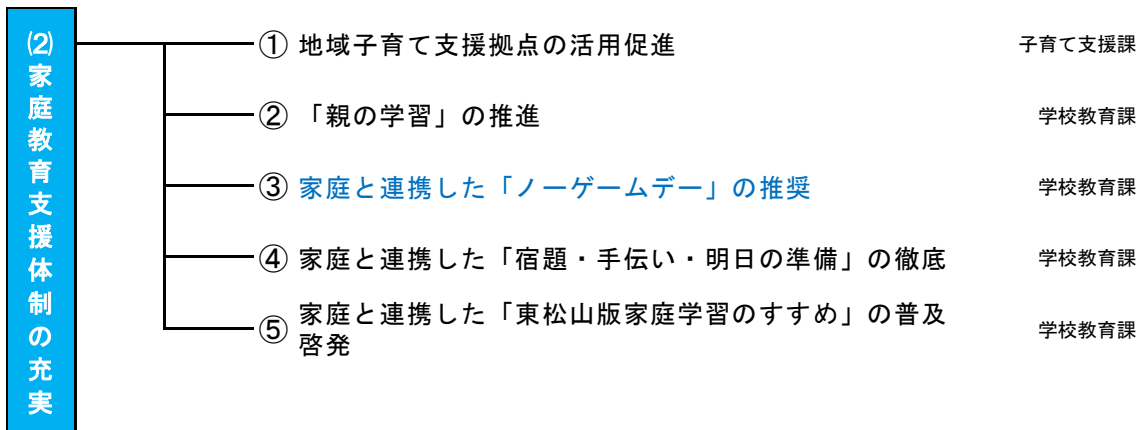 ⑵家庭教育支援体制の充実
① 地域子育て支援拠点の活用促進 子育て支援課
② 「親の学習」の推進 学校教育課
③ 家庭と連携した「ノーゲームデー」の推奨 学校教育課
④ 家庭と連携した「宿題・手伝い・明日の準備」の徹底 学校教育課
⑤ 家庭と連携した「東松山版家庭学習のすすめ」の普及
啓発 学校教育課